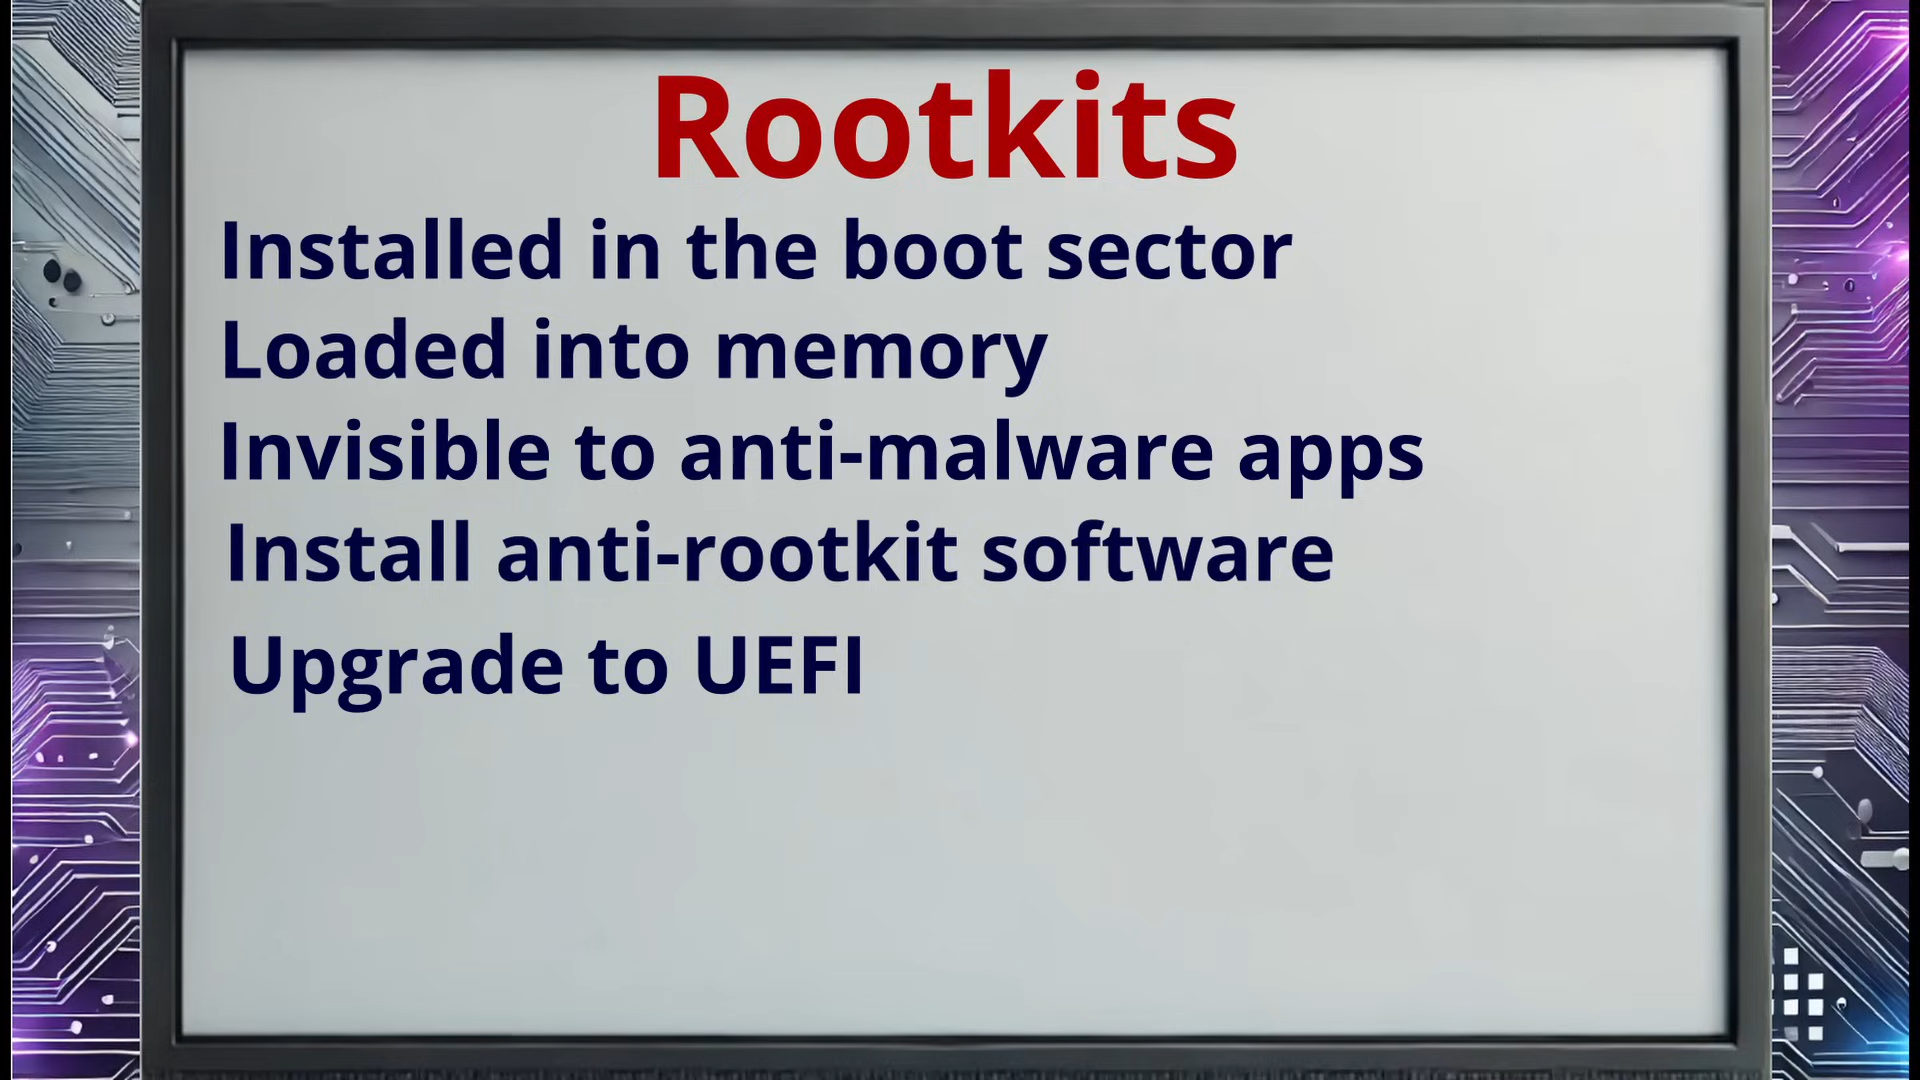 Rootkits
Installed in the boot sector
Loaded into memory
Invisible to anti-malware apps
Install anti-rootkit software
Upgrade to UEFI